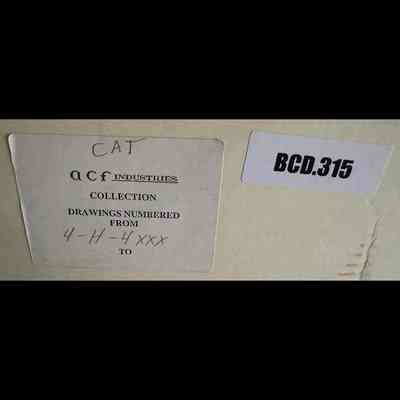 CAT
acf INDUSTRIES
COLLECTION
DRAWINGS NUMBERED
FROM
4-H-4XXX
TO
BCD.315